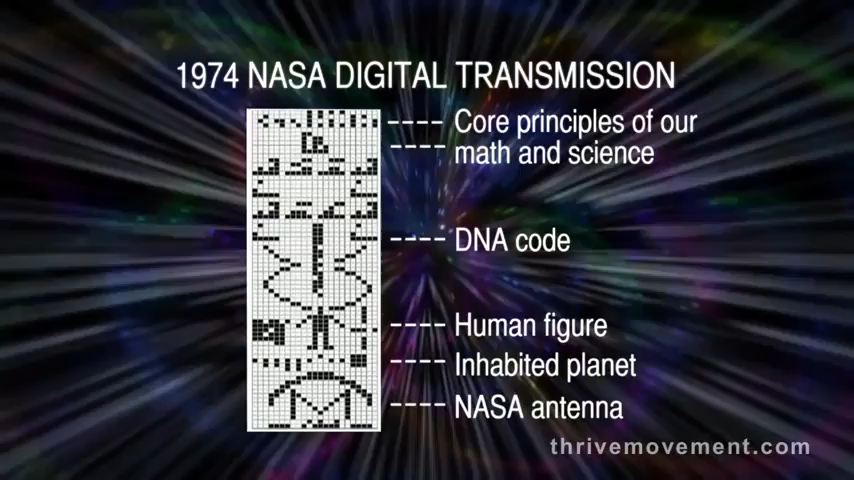 1974 NASA DIGITAL TRANSMISSION
Core principles of our
math and science
DNA code
Human figure
Inhabited planet
NASA antenna
thrivemovement.com